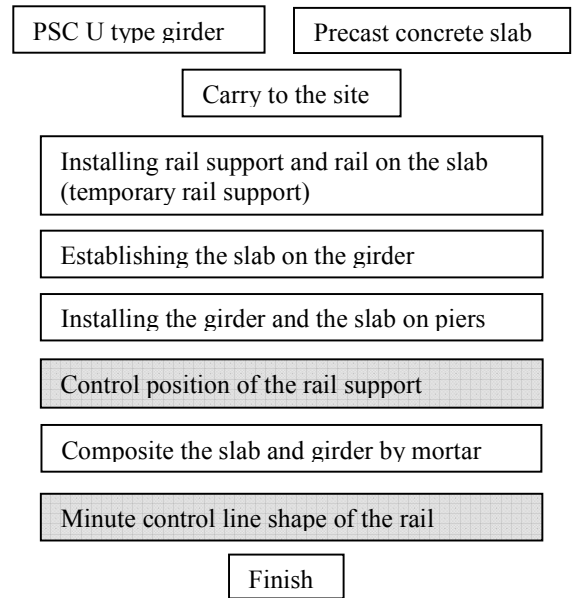 PSC U type girder
Precast concrete slab
Carry to the site
Installing rail support and rail on the slab
(temporary rail support)
Establishing the slab on the girder
Installing the girder and the slab on piers
Control position of the rail support
Composite the slab and girder by mortar
Minute control line shape of the rail
Finish